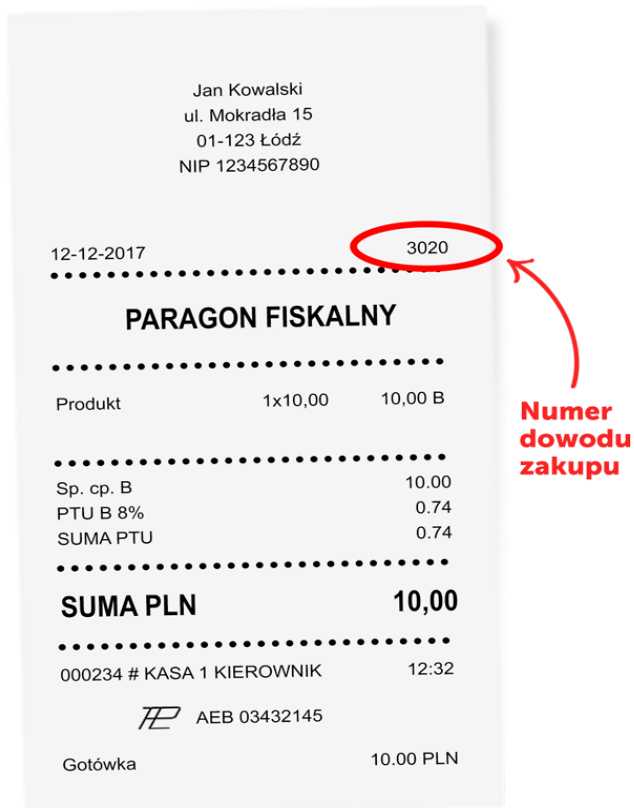 Jan Kowalski
ul. Mokradła 15
01-123 Łódź
NIP 1234567890
12-12-2017 3020
PARAGON FISKALNY
Produkt 1x10,00 10,00 B
Sp. cp. B 10.00
PTU B 8% 0.74
SUMA PTU 0.74
SUMA PLN 10,00
000234 # KASA 1 KIEROWNIK 12:32
AEB 03432145
Gotówka 10.00 PLN
Numer
dowodu
zakupu